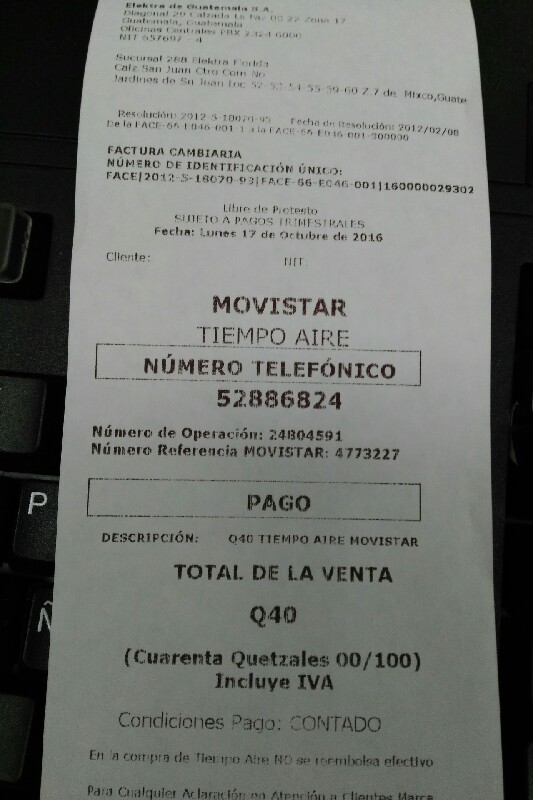 Elektra de Guatemala S.A.
Diagonal 29 Calzada La Paz 00 22 Zona 17
Guatemala, Guatemala
Oficinas Centrales PBX 2324 6000
NIT 657697 4
Sucursal 288 Elektra Florida
Calz San Juan Ctro Com No
Jardines de Sn Juan Loc 52-53-54-55-59-60 Z.7 de Mixco,Guate
Resolución: 2012-5-18070-93 Fecha de Resolución: 2012/02/08
De la FACE-66-E046-001-1 a la FACE-66-E046-001-300000
FACTURA CAMBIARIA
NÚMERO DE IDENTIFICACIÓN ÚNICO:
FACE|2012-5-18070-93|FACE-66-E046-001|160000029302
Libre de Protesto
SUJETO A PAGOS TRIMESTRALES
Fecha: Lunes 17 de Octubre de 2016
Cliente: NIT:
MOVISTAR
TIEMPO AIRE
NÚMERO TELEFÓNICO
52886824
Número de Operación: 24804591
Número Referencia MOVISTAR: 4773227
P
PAGO
DESCRIPCIÓN: Q40 TIEMPO AIRE MOVISTAR
TOTAL DE LA VENTA
Ñ
Q40
(Cuarenta Quetzales 00/100)
Incluye IVA
Condiciones Pago: CONTADO
En la compra de Tiempo Aire NO se reembolsa efectivo
Para Cualquier Aclaración en Atención a Clientes Marca